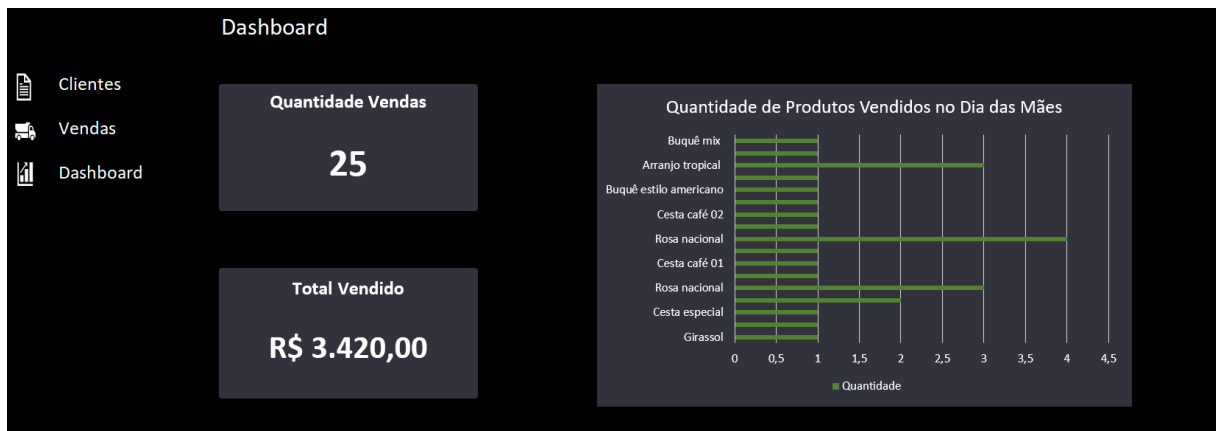 Dashboard
Clientes
Vendas
Dashboard
Quantidade Vendas
25
Total Vendido
R$ 3.420,00
Quantidade de Produtos Vendidos no Dia das Mães
Buquê mix
Arranjo tropical
Buquê estilo americano
Cesta café 02
Rosa nacional
Cesta café 01
Rosa nacional
Cesta especial
Girassol
0 0,5 1 1,5 2 2,5 3 3,5 4 4,5
Quantidade